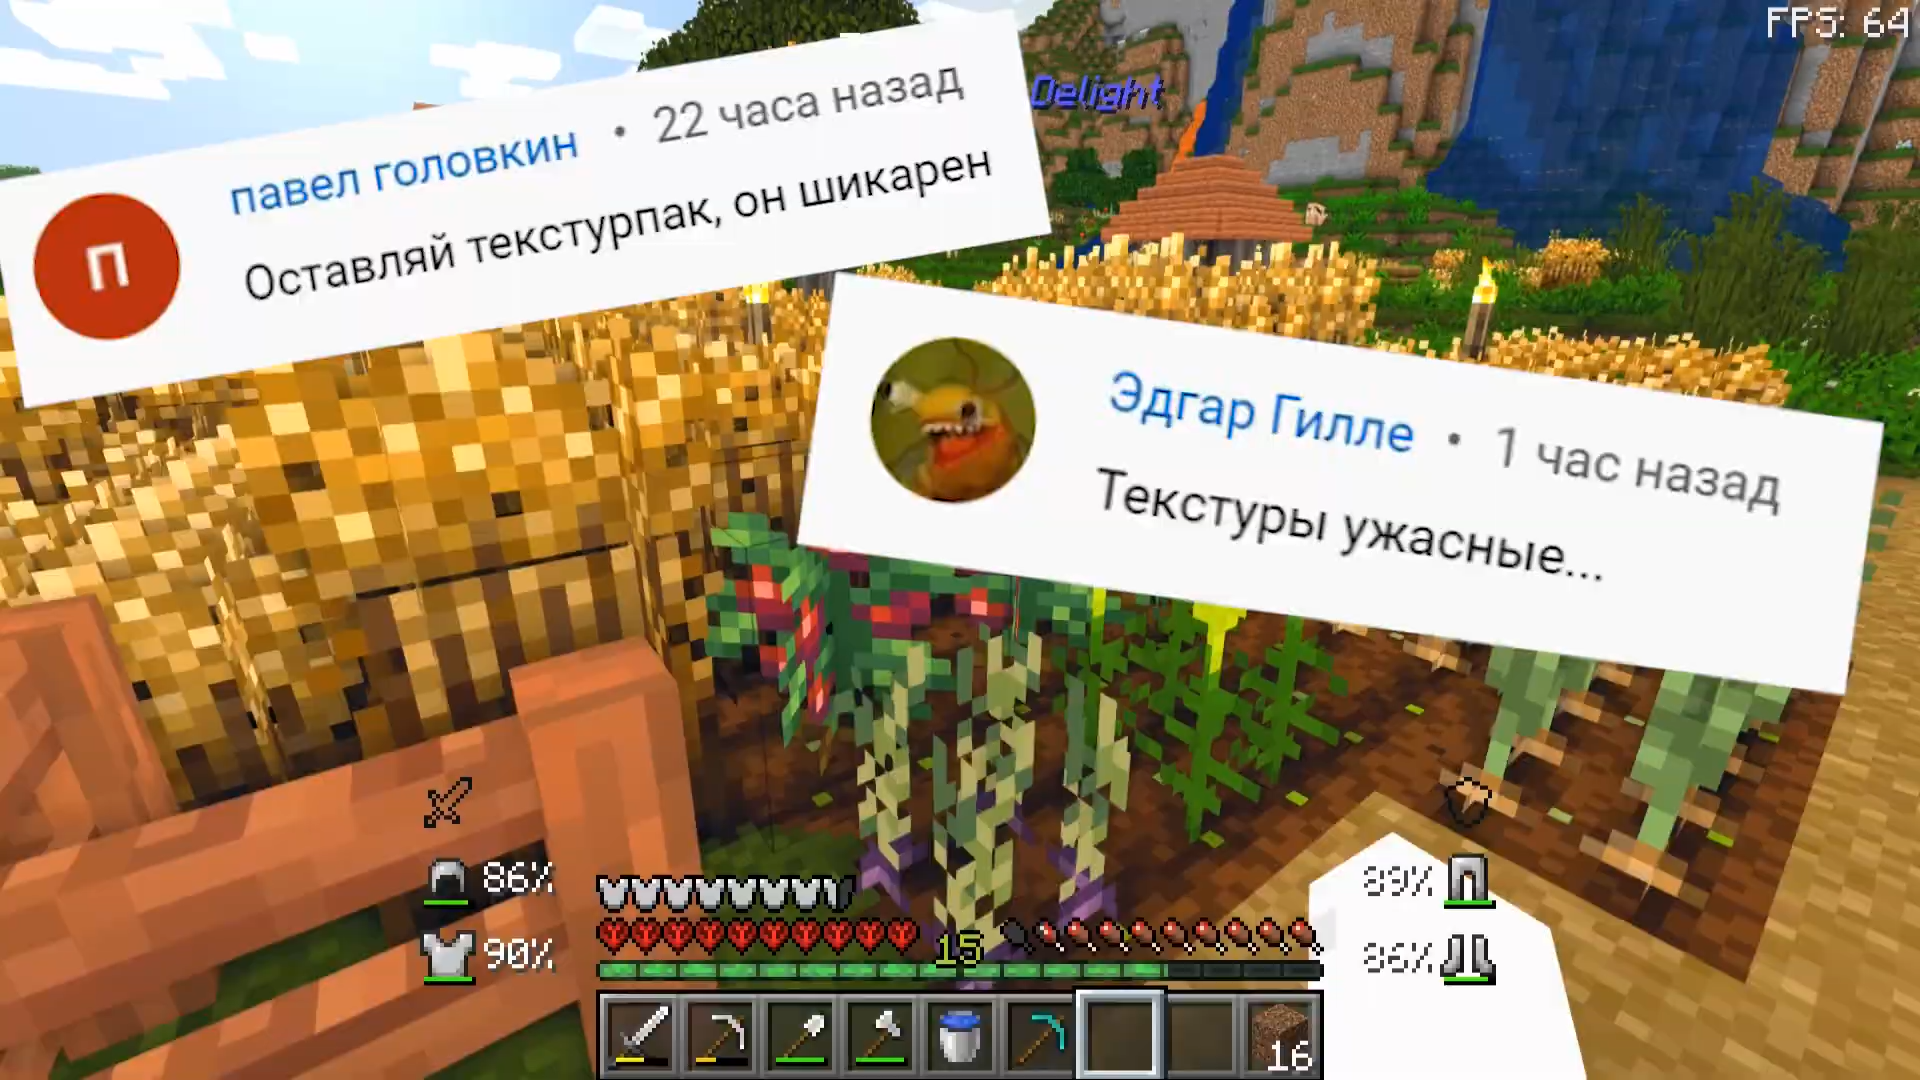 FPS: 64
Delight
павел головкин • 22 часа назад
Оставляй текстурпак, он шикарен
П
Эдгар Гилле • 1 час назад
Текстуры ужасные...
86%
89%
90%
86%
15
16